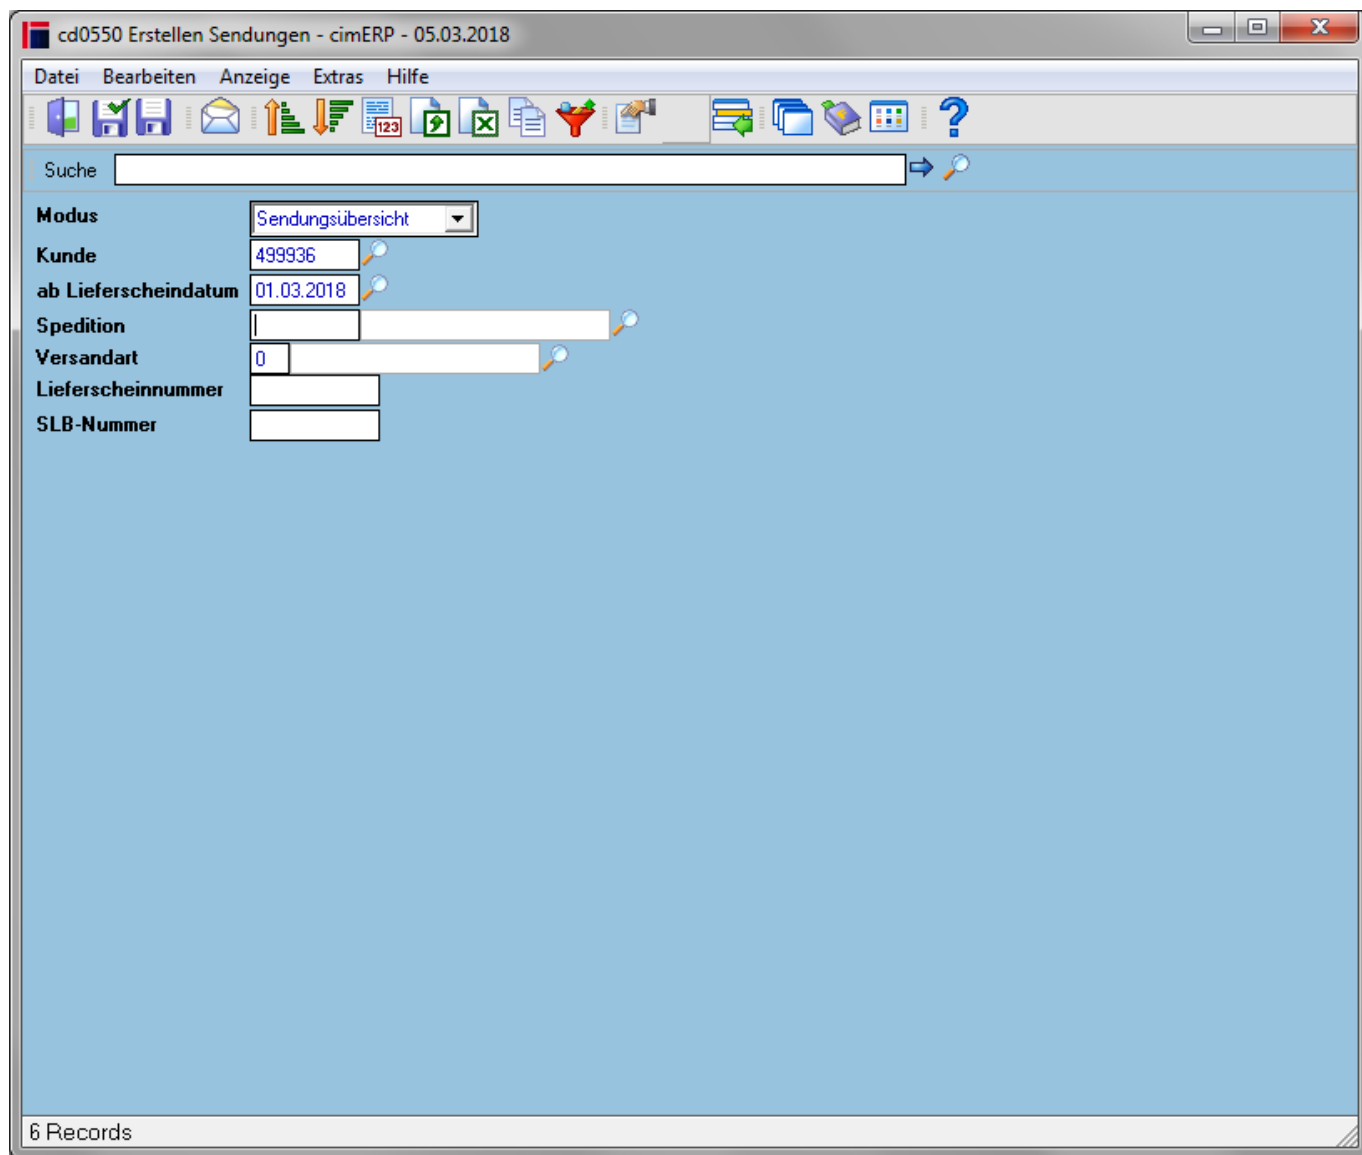 cd0550 Erstellen Sendungen - cimERP - 05.03.2018
Datei Bearbeiten Anzeige Extras Hilfe
123
Suche
Modus Sendungsübersicht
Kunde 499936
ab Lieferscheindatum 01.03.2018
Spedition
Versandart 0
Lieferscheinnummer
SLB-Nummer
6 Records